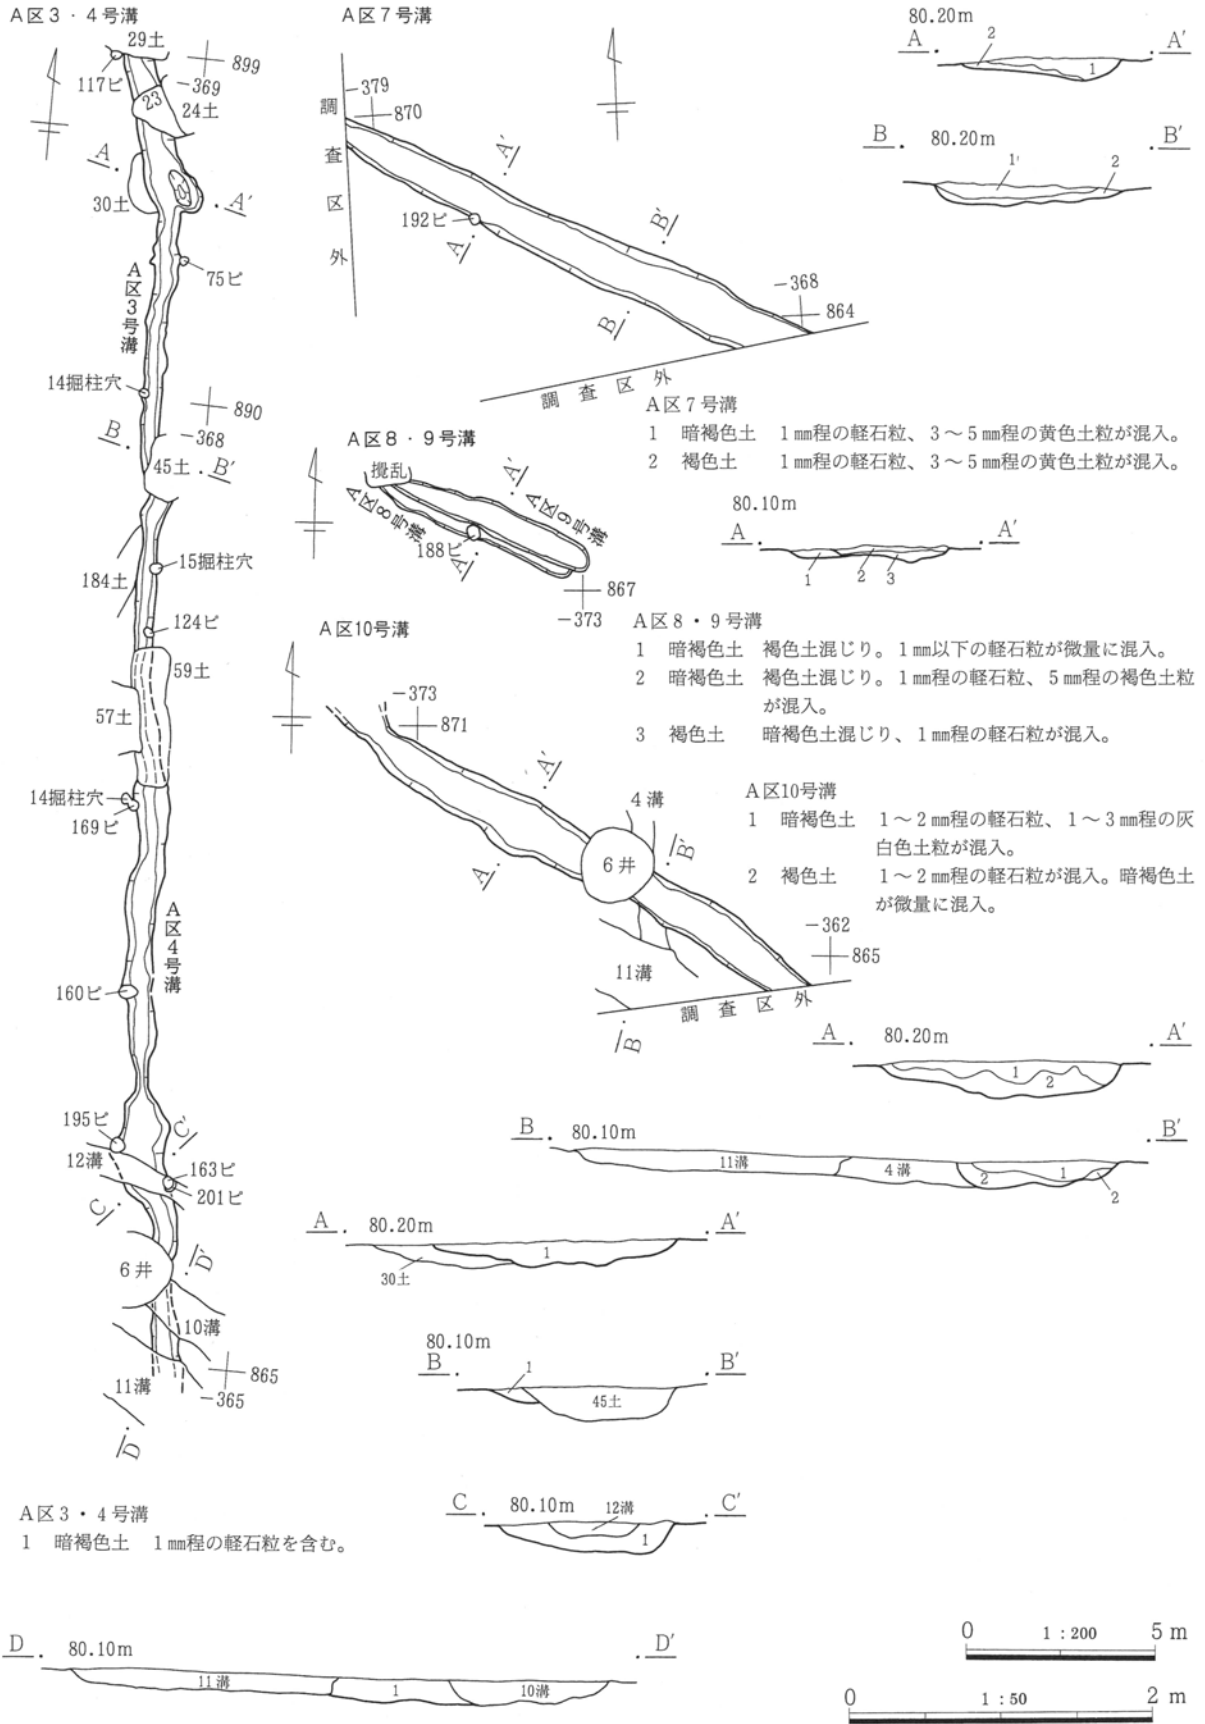 A区3・4号溝
29土
117ピ
899
-369
23
24土
A
A'
30土
75ピ
A区3号溝
14掘柱穴
890
-368
B
B'
45土
184土
15掘柱穴
124ピ
59土
57土
14掘柱穴
169ピ
A区4号溝
160ピ
195ピ
C'
12溝
163ピ
201ピ
C
D'
6井
10溝
865
-365
11溝
D
A区3・4号溝
1 暗褐色土 1㎜程の軽石粒を含む。
A区7号溝
調査区外
-379
870
A'
192ピ
A
B'
B
-368
864
調査区外
80.20m
A
A'
2
1
B
80.20m
B'
1
2
A区7号溝
1 暗褐色土 1㎜程の軽石粒、3～5㎜程の黄色土粒が混入。
2 褐色土 1㎜程の軽石粒、3～5㎜程の黄色土粒が混入。
A区8・9号溝
攪乱
A'
A区8号溝
A区9号溝
188ピ
A
867
-373
80.10m
A
A'
1
2
3
A区8・9号溝
1 暗褐色土 褐色土混じり。1㎜以下の軽石粒が微量に混入。
2 暗褐色土 褐色土混じり。1㎜程の軽石粒、5㎜程の褐色土粒
が混入。
3 褐色土 暗褐色土混じり、1㎜程の軽石粒が混入。
A区10号溝
-373
871
A'
4溝
6井
B'
A
11溝
-362
865
調査区外
B
A区10号溝
1 暗褐色土 1～2㎜程の軽石粒、1～3㎜程の灰
白色土粒が混入。
2 褐色土 1～2㎜程の軽石粒が混入。暗褐色土
が微量に混入。
A
80.20m
A'
1
2
B
80.10m
B'
11溝
4溝
2
1
2
A
80.20m
A'
1
30土
80.10m
B
B'
1
45土
C
80.10m
12溝
C'
1
D
80.10m
D'
11溝
1
10溝
0 1:200 5m
0 1:50 2m